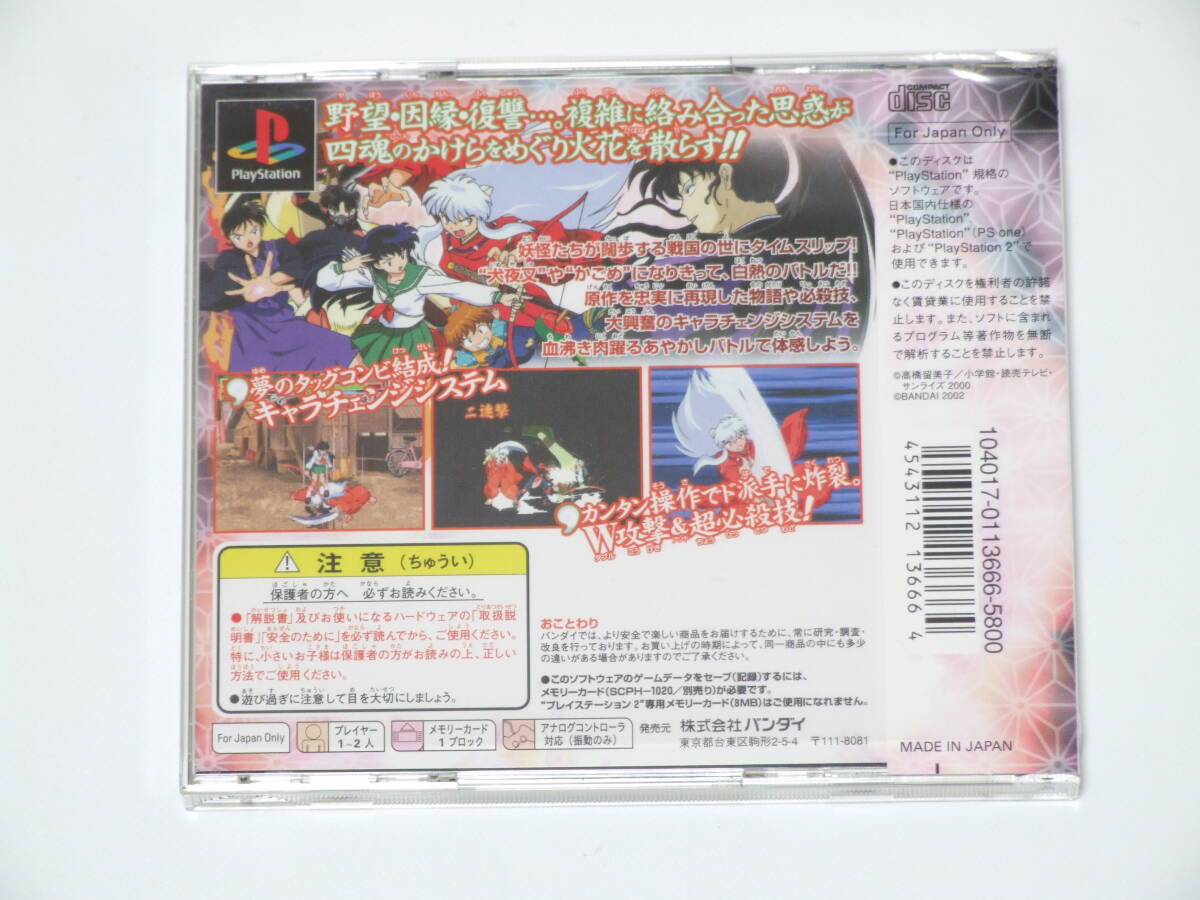 PlayStation
野望・因縁・復讐…。複雑に絡み合った思惑が
四魂のかけらをめぐり火花を散らす!!
妖怪たちが闊歩する戦国の世にタイムスリップ!
“犬夜叉”や“かごめ”になりきって、白熱のバトルだ!!
原作を忠実に再現した物語や必殺技、
大興奮のキャラチェンジシステムを
血沸き肉躍るあやかしバトルで体感しよう。
夢のタッグコンビ結成!
キャラチェンジシステム
二連撃
カンタン操作でド派手に炸裂。
W攻撃&超必殺技!
注意(ちゅうい)
保護者の方へ 必ずお読みください。
●「解説書」及びお使いになるハードウェアの「取扱説
明書」「安全のために」を必ず読んでから、ご使用ください。
特に、小さいお子様は保護者の方がお読みの上、正しい
方法でご使用ください。
●遊び過ぎに注意して目を大切にしましょう。
おことわり
バンダイでは、より安全で楽しい商品をお届けするために、常に研究・調査・
改良を行っております。お買い上げの時期によって、同一商品の中にも多少
の違いがある場合がありますのでご了承ください。
●このソフトウェアのゲームデータをセーブ(記録)するには、
メモリーカード(SCPH-1020/別売り)が必要です。
“プレイステーション 2”専用メモリーカード(8MB)はご使用になれません。
For Japan Only
プレイヤー
1~2人
メモリーカード
1ブロック
アナログコントローラ
対応(振動のみ)
発売元 株式会社バンダイ
東京都台東区駒形2-5-4 〒111-8081
COMPACT
disc
For Japan Only
●このディスクは
“PlayStation”規格の
ソフトウェアです。
日本国内仕様の
“PlayStation”,
“PlayStation”(PS one)
および“PlayStation 2”で
使用できます。
●このディスクを権利者の許諾
なく賃貸業に使用することを禁
止します。また、ソフトに含まれ
るプログラム等著作物を無断
で解析することを禁止します。
©高橋留美子/小学館・読売テレビ・
サンライズ 2000
©BANDAI 2002
104017-0113666-5800
4543112 13666 4
MADE IN JAPAN